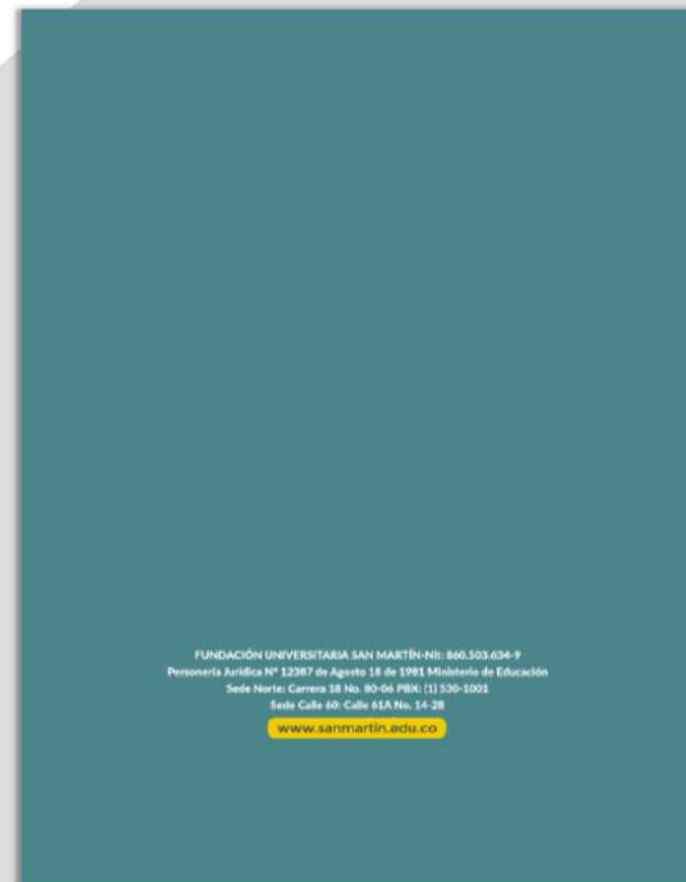 FUNDACIÓN UNIVERSITARIA SAN MARTÍN-Nit: 860.503.634-9
Personería Jurídica N° 12387 de Agosto 18 de 1981 Ministerio de Educación
Sede Norte: Carrera 18 No. 80-06 PBX: (1) 530-1001
Sede Calle 60: Calle 61A No. 14-28
www.sanmartin.edu.co